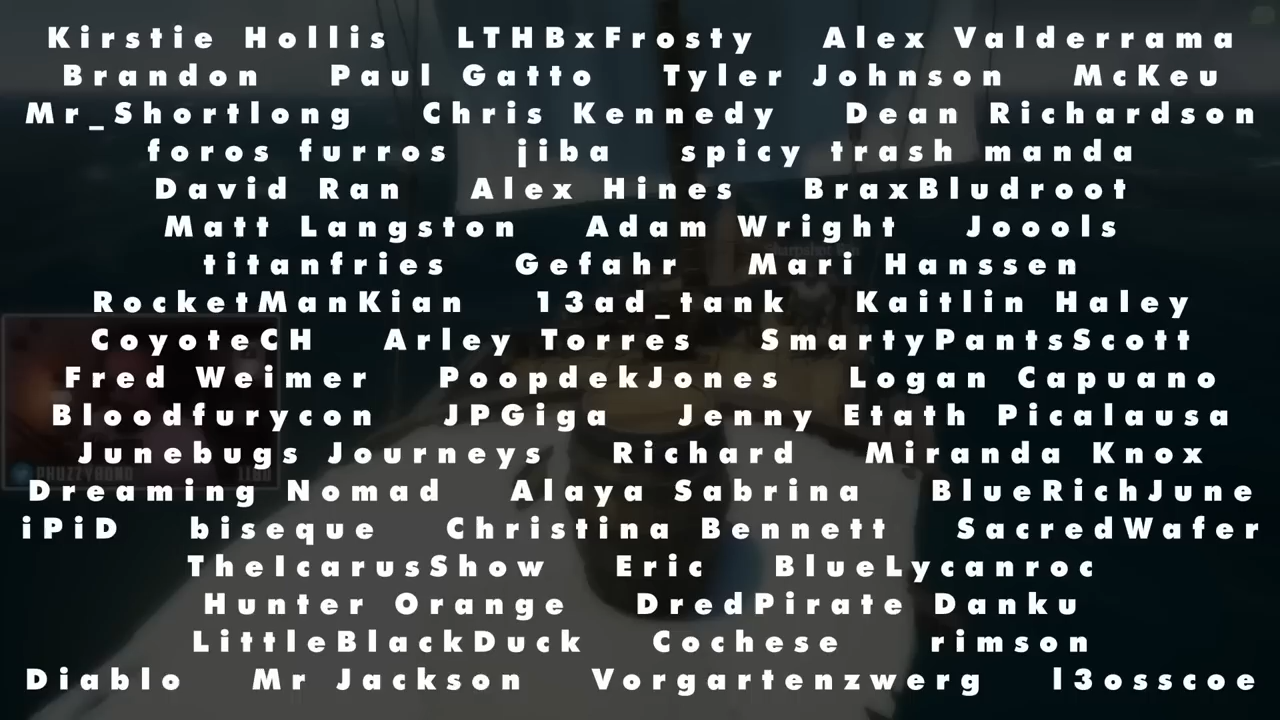 Kirstie Hollis LTHBxFrosty Alex Valderrama
Brandon Paul Gatto Tyler Johnson McKeu
Mr_Shortlong Chris Kennedy Dean Richardson
foros furros jiba spicy trash manda
David Ran Alex Hines BraxBludroot
Matt Langston Adam Wright Joools
titanfries Gefahr Mari Hanssen
RocketManKian 13ad_tank Kaitlin Haley
CoyoteCH Arley Torres SmartyPantsScott
Fred Weimer PoopdekJones Logan Capuano
Bloodfurycon JPGiga Jenny Etath Picalausa
Junebugs Journeys Richard Miranda Knox
Dreaming Nomad Alaya Sabrina BlueRichJune
iPiD biseque Christina Bennett SacredWafer
TheIcarusShow Eric BlueLycanroc
Hunter Orange DredPirate Danku
LittleBlackDuck Cochese rimson
Diablo Mr Jackson Vorgartenzwerg l3osscoe